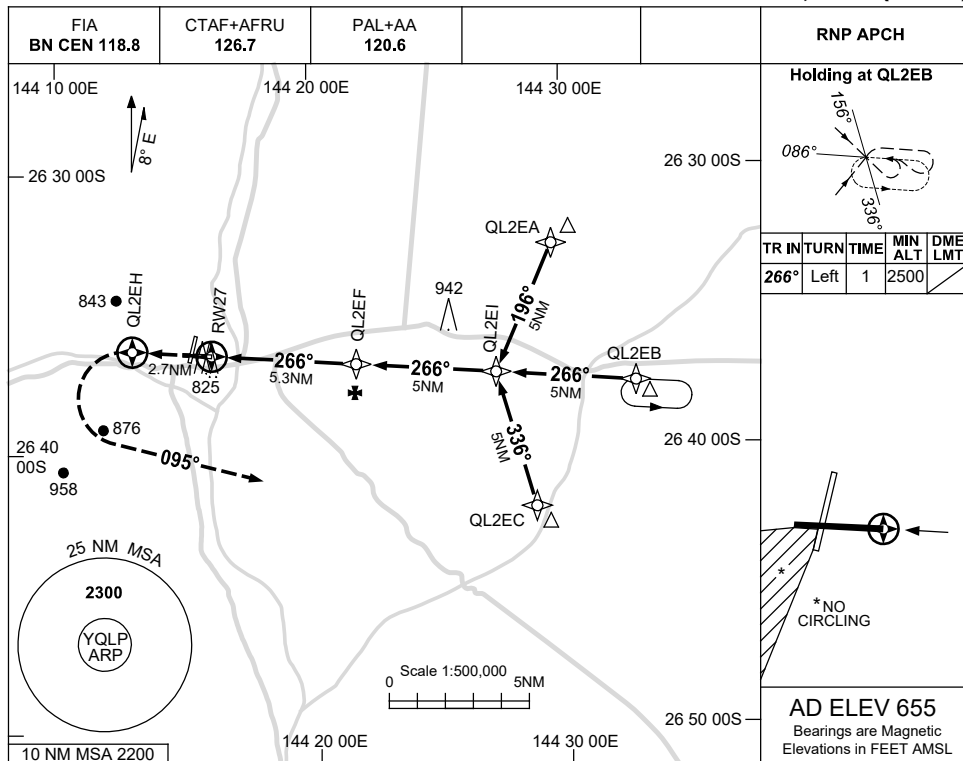 FIA
BN CEN 118.8
CTAF+AFRU
126.7
PAL+AA
120.6
RNP APCH
144 10 00E
144 20 00E
144 30 00E
8° E
26 30 00S
26 30 00S
Holding at QL2EB
156°
086°
336°
TR IN TURN TIME MIN ALT DME LMT
266° Left 1 2500
QL2EA
QL2EH
RW27
QL2EF
942
QL2EI
196°
5NM
QL2EB
843
2.7NM
825
266°
5.3NM
266°
5NM
266°
5NM
336°
5NM
QL2EC
876
095°
958
26 40
00S
26 40 00S
25 NM MSA
2300
YQLP
ARP
Scale 1:500,000
0
5NM
*
* NO
CIRCLING
26 50 00S
10 NM MSA 2200
144 20 00E
144 30 00E
AD ELEV 655
Bearings are Magnetic
Elevations in FEET AMSL